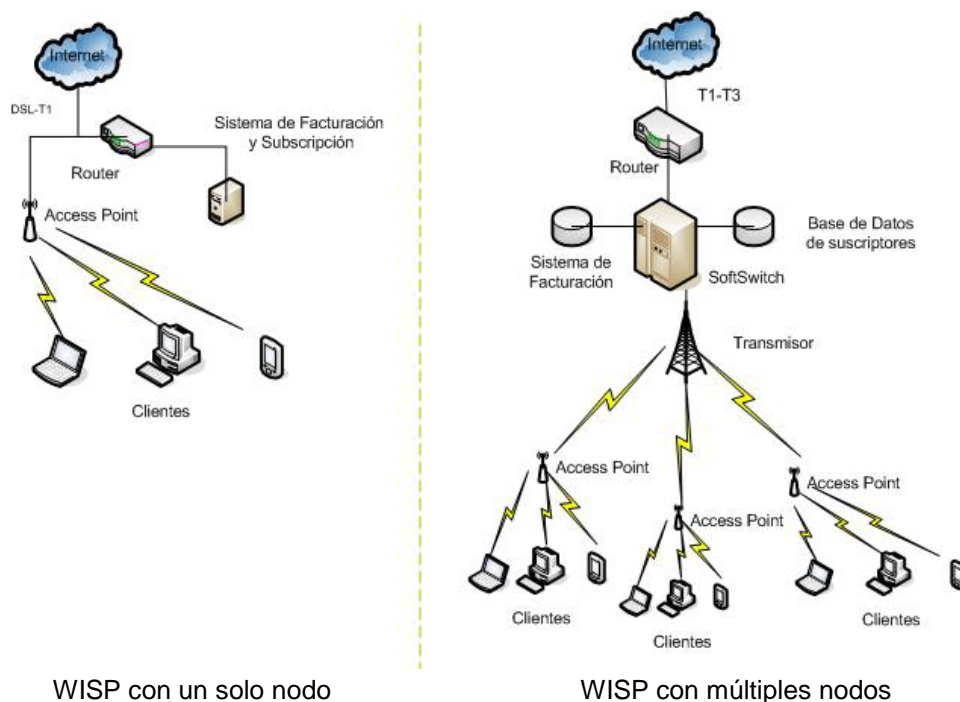 Internet
DSL-T1
Sistema de Facturación
y Subscripción
Router
Access Point
Clientes
WISP con un solo nodo
Internet
T1-T3
Router
Base de Datos
de suscriptores
Sistema de
Facturación
SoftSwitch
Transmisor
Access Point
Access Point
Access Point
Clientes
Clientes
Clientes
WISP con múltiples nodos